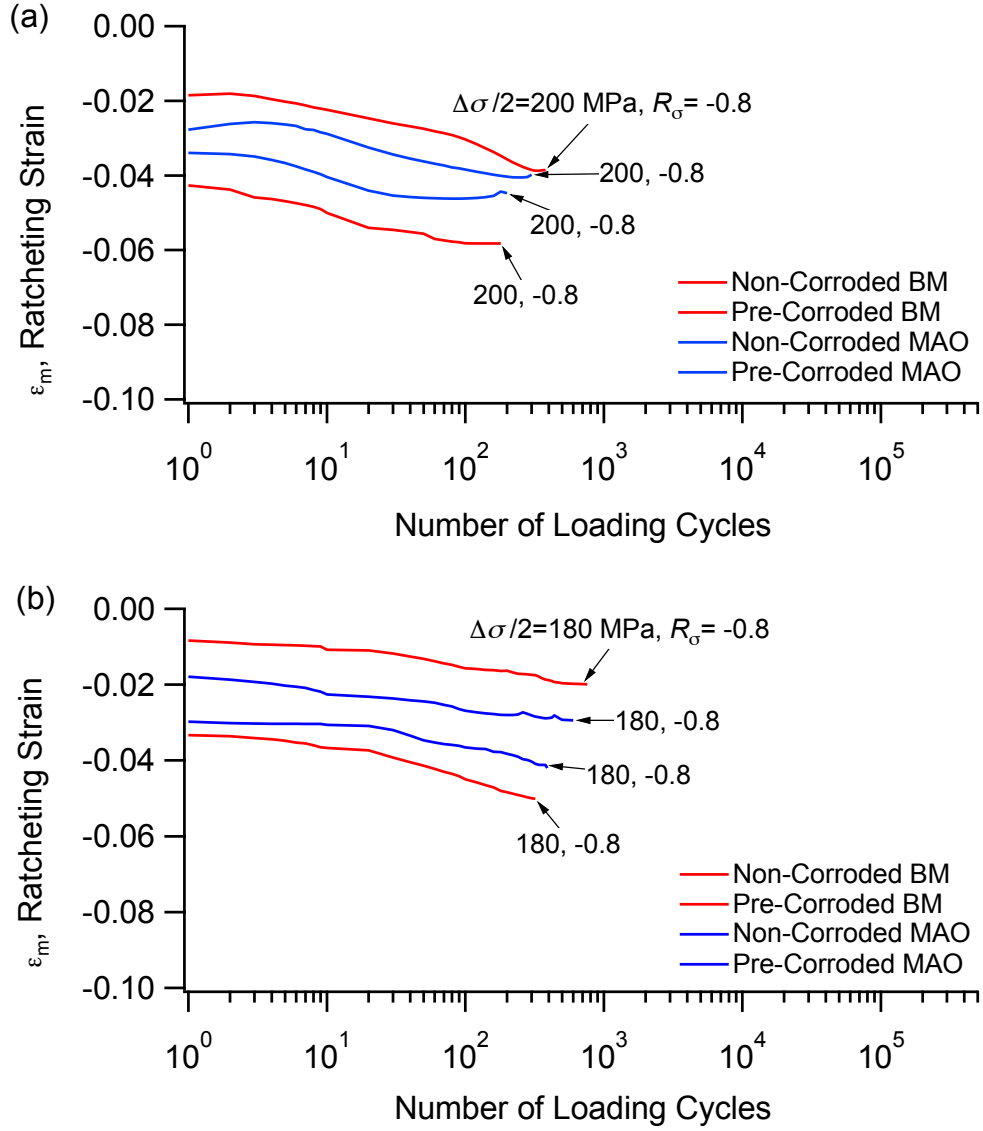 (a)
0.00
-0.02
-0.04
-0.06
-0.08
-0.10
εm, Ratcheting Strain
Δσ/2=200 MPa, Rσ= -0.8
200, -0.8
200, -0.8
200, -0.8
Non-Corroded BM
Pre-Corroded BM
Non-Corroded MAO
Pre-Corroded MAO
10^0 10^1 10^2 10^3 10^4 10^5
Number of Loading Cycles
(b)
0.00
-0.02
-0.04
-0.06
-0.08
-0.10
εm, Ratcheting Strain
Δσ/2=180 MPa, Rσ= -0.8
180, -0.8
180, -0.8
180, -0.8
Non-Corroded BM
Pre-Corroded BM
Non-Corroded MAO
Pre-Corroded MAO
10^0 10^1 10^2 10^3 10^4 10^5
Number of Loading Cycles